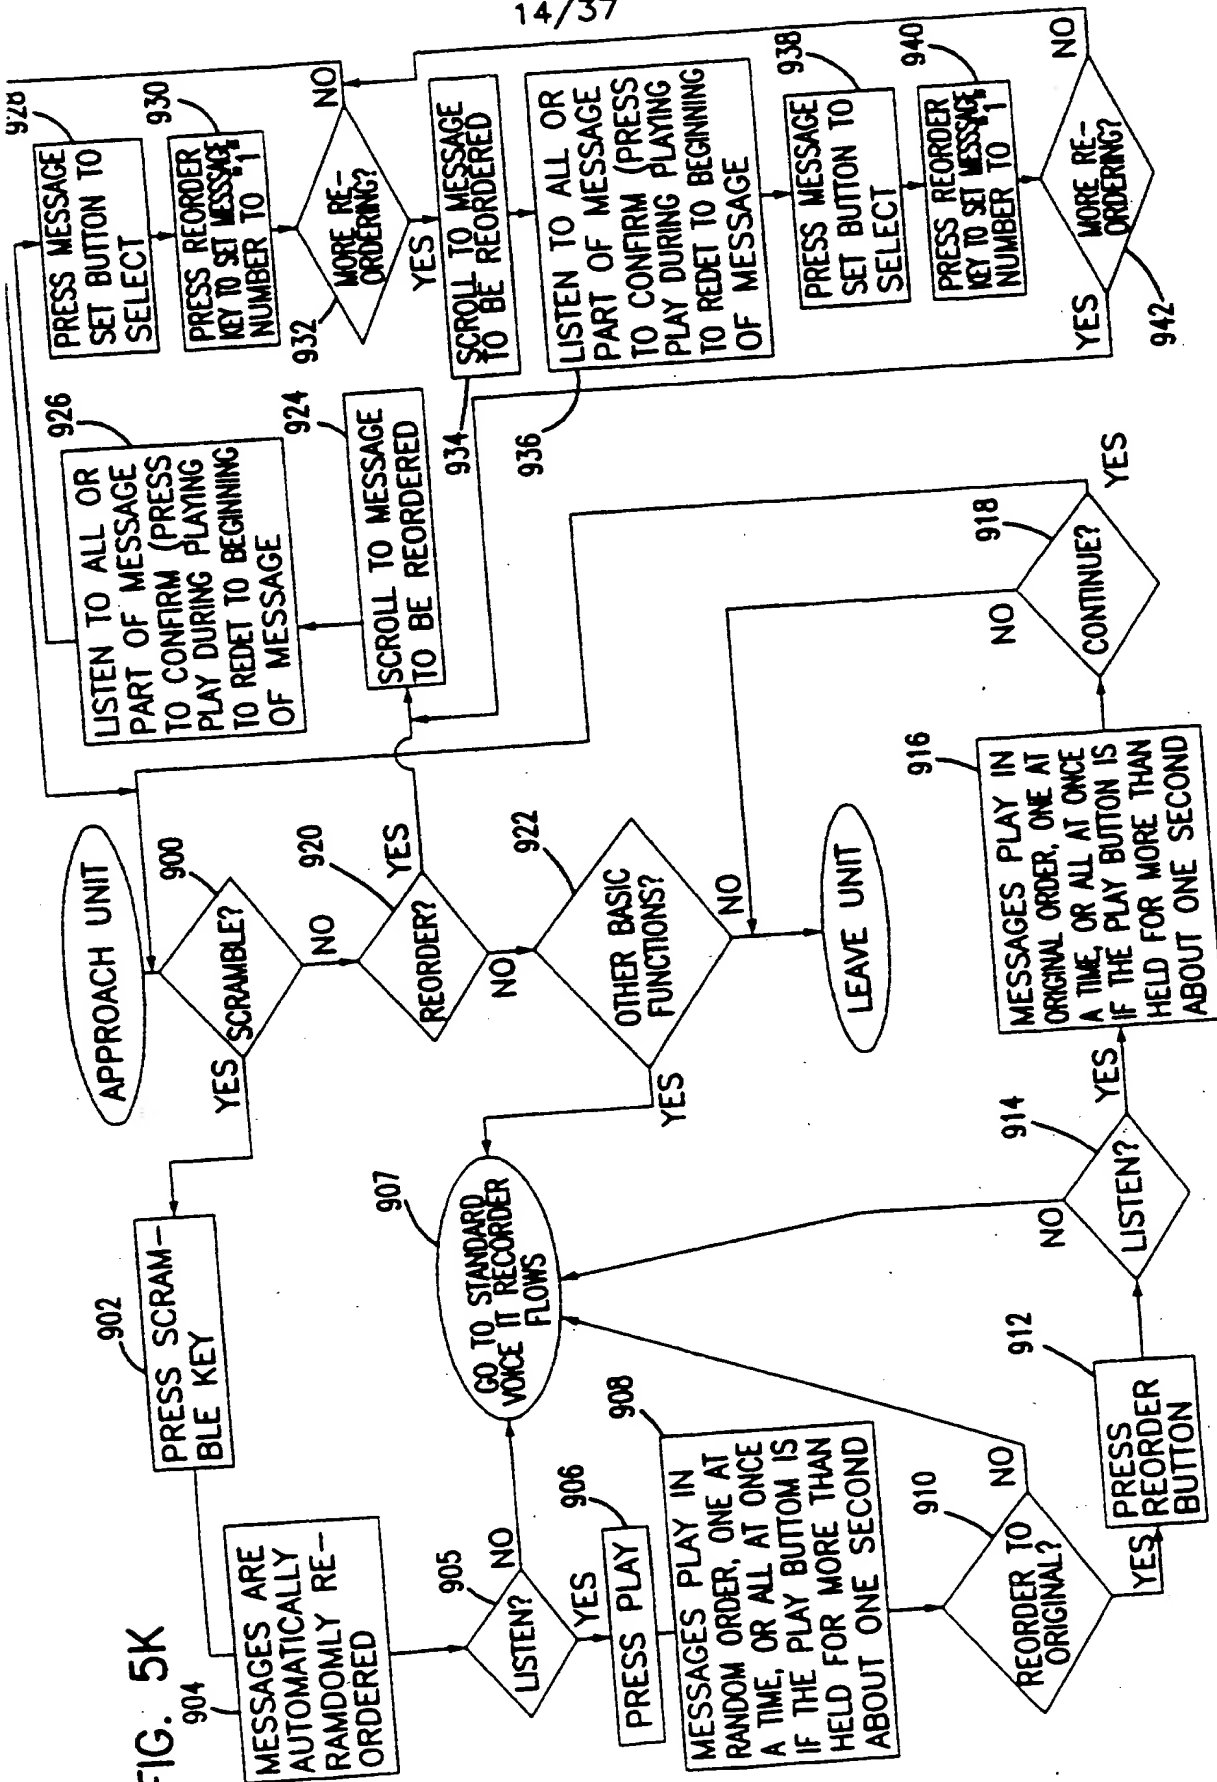 14/37
FIG. 5K
APPROACH UNIT
900
SCRAMBLE?
YES
NO
902
PRESS SCRAM-
BLE KEY
904
MESSAGES ARE
AUTOMATICALLY
RAMDOMLY RE-
ORDERED
905
LISTEN?
NO
YES
906
PRESS PLAY
907
GO TO STANDARD
VOICE IT RECORDER
FLOWS
908
MESSAGES PLAY IN
RANDOM ORDER, ONE AT
A TIME, OR ALL AT ONCE
IF THE PLAY BUTTOM IS
HELD FOR MORE THAN
ABOUT ONE SECOND
910
REORDER TO
ORIGINAL?
NO
YES
912
PRESS
REORDER
BUTTON
914
LISTEN?
NO
YES
916
MESSAGES PLAY IN
ORIGINAL ORDER, ONE AT
A TIME, OR ALL AT ONCE
IF THE PLAY BUTTON IS
HELD FOR MORE THAN
ABOUT ONE SECOND
918
CONTINUE?
NO
YES
920
REORDER?
YES
NO
922
OTHER BASIC
FUNCTIONS?
YES
NO
LEAVE UNIT
924
SCROLL TO MESSAGE
TO BE REORDERED
926
LISTEN TO ALL OR
PART OF MESSAGE
TO CONFIRM (PRESS
PLAY DURING PLAYING
TO REDET TO BEGINNING
OF MESSAGE
928
PRESS MESSAGE
SET BUTTON TO
SELECT
930
PRESS REORDER
KEY TO SET MESSAGE
NUMBER TO "1"
932
MORE RE-
ORDERING?
NO
YES
934
SCROLL TO MESSAGE
TO BE REORDERED
936
LISTEN TO ALL OR
PART OF MESSAGE
TO CONFIRM (PRESS
PLAY DURING PLAYING
TO REDET TO BEGINNING
OF MESSAGE
938
PRESS MESSAGE
SET BUTTON TO
SELECT
940
PRESS REORDER
KEY TO SET MESSAGE
NUMBER TO "1"
942
MORE RE-
ORDERING?
NO
YES